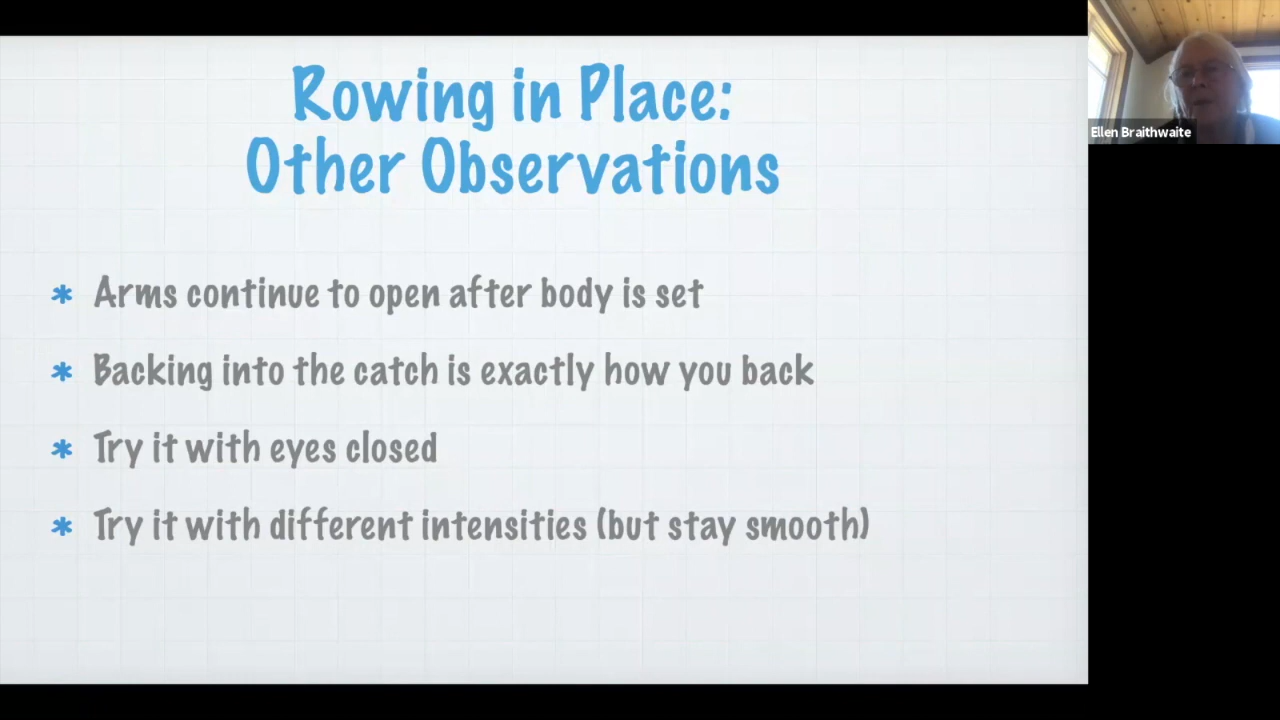 Rowing in Place:
Other Observations
* Arms continue to open after body is set
* Backing into the catch is exactly how you back
* Try it with eyes closed
* Try it with different intensities (but stay smooth)
Ellen Braithwaite